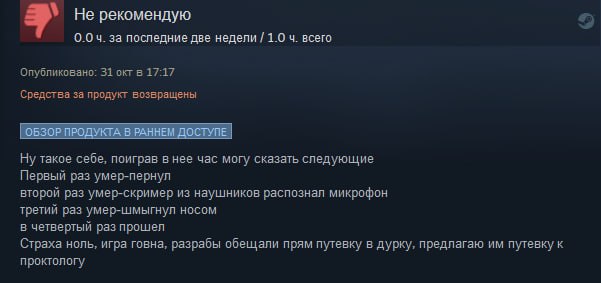 Не рекомендую
0.0 ч. за последние две недели / 1.0 ч. всего
Опубликовано: 31 окт в 17:17
Средства за продукт возвращены
ОБЗОР ПРОДУКТА В РАННЕМ ДОСТУПЕ
Ну такое себе, поиграв в нее час могу сказать следующие
Первый раз умер-пернул
второй раз умер-скример из наушников распознал микрофон
третий раз умер-шмыгнул носом
в четвертый раз прошел
Страха ноль, игра говна, разрабы обещали прям путевку в дурку, предлагаю им путевку к
проктологу